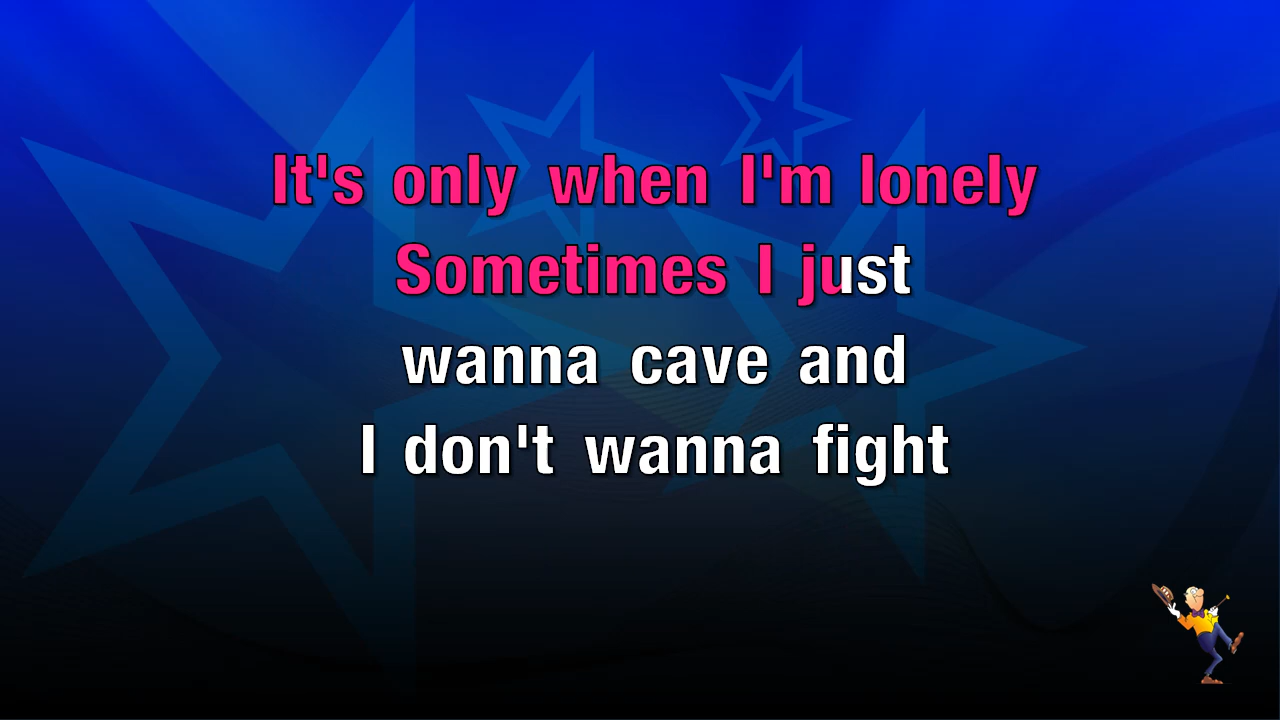 It's only when I'm lonely
Sometimes I just
wanna cave and
I don't wanna fight